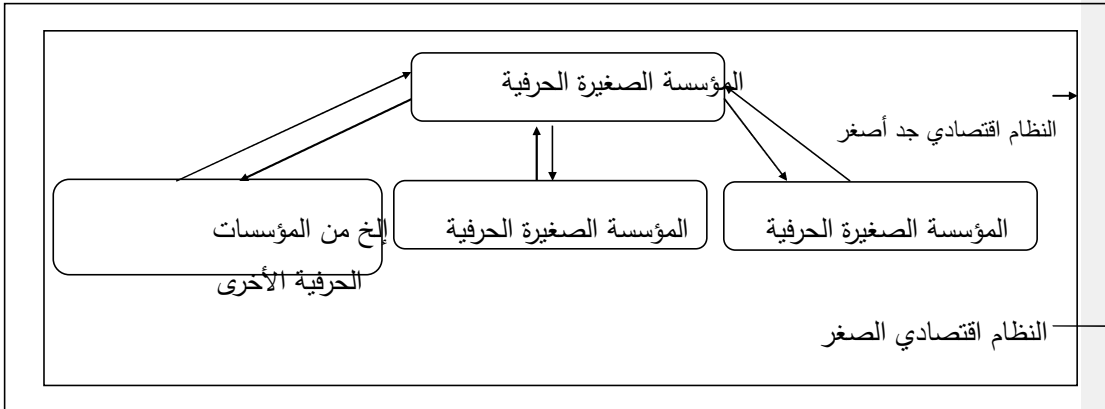 المؤسسة الصغيرة الحرفية
النظام اقتصادي جد أصغر
المؤسسة الصغيرة الحرفية
المؤسسة الصغيرة الحرفية
إلخ من المؤسسات
الحرفية الأخرى
النظام اقتصادي الصغر